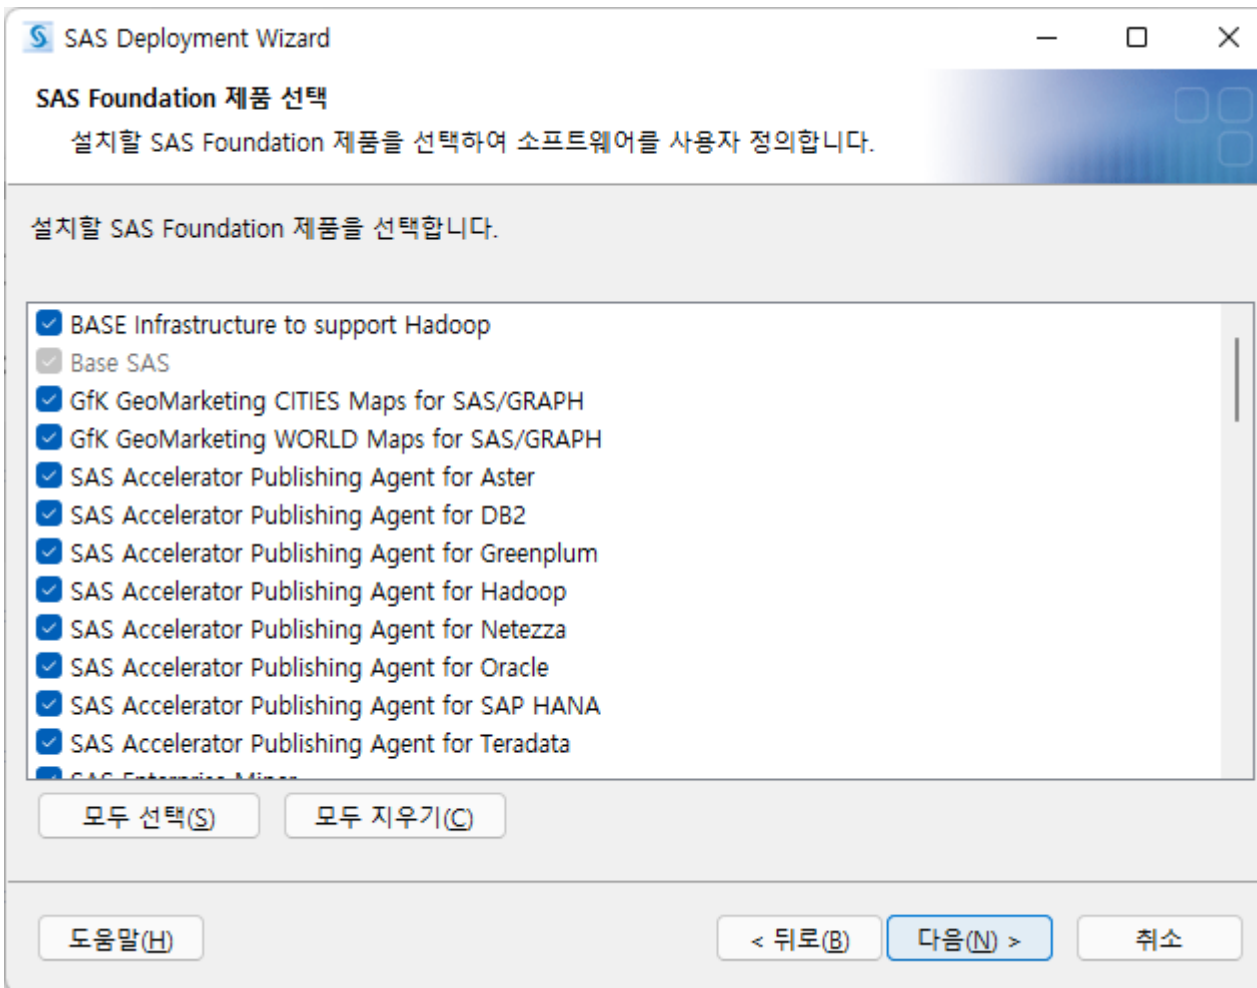 SAS Deployment Wizard
SAS Foundation 제품 선택
설치할 SAS Foundation 제품을 선택하여 소프트웨어를 사용자 정의합니다.
설치할 SAS Foundation 제품을 선택합니다.
BASE Infrastructure to support Hadoop
Base SAS
GfK GeoMarketing CITIES Maps for SAS/GRAPH
GfK GeoMarketing WORLD Maps for SAS/GRAPH
SAS Accelerator Publishing Agent for Aster
SAS Accelerator Publishing Agent for DB2
SAS Accelerator Publishing Agent for Greenplum
SAS Accelerator Publishing Agent for Hadoop
SAS Accelerator Publishing Agent for Netezza
SAS Accelerator Publishing Agent for Oracle
SAS Accelerator Publishing Agent for SAP HANA
SAS Accelerator Publishing Agent for Teradata
SAS Enterprise Miner
모두 선택(S) 모두 지우기(C)
도움말(H) < 뒤로(B) 다음(N) > 취소